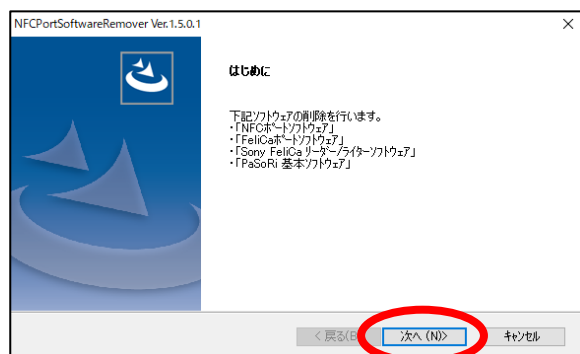 NFCPortSoftwareRemover Ver.1.5.0.1
はじめに
下記ソフトウェアの削除を行います。
・「NFCポートソフトウェア」
・「FeliCaポートソフトウェア」
・「Sony FeliCa リーダー/ライターソフトウェア」
・「PaSoRi 基本ソフトウェア」
< 戻る(B 次へ (N)> キャンセル